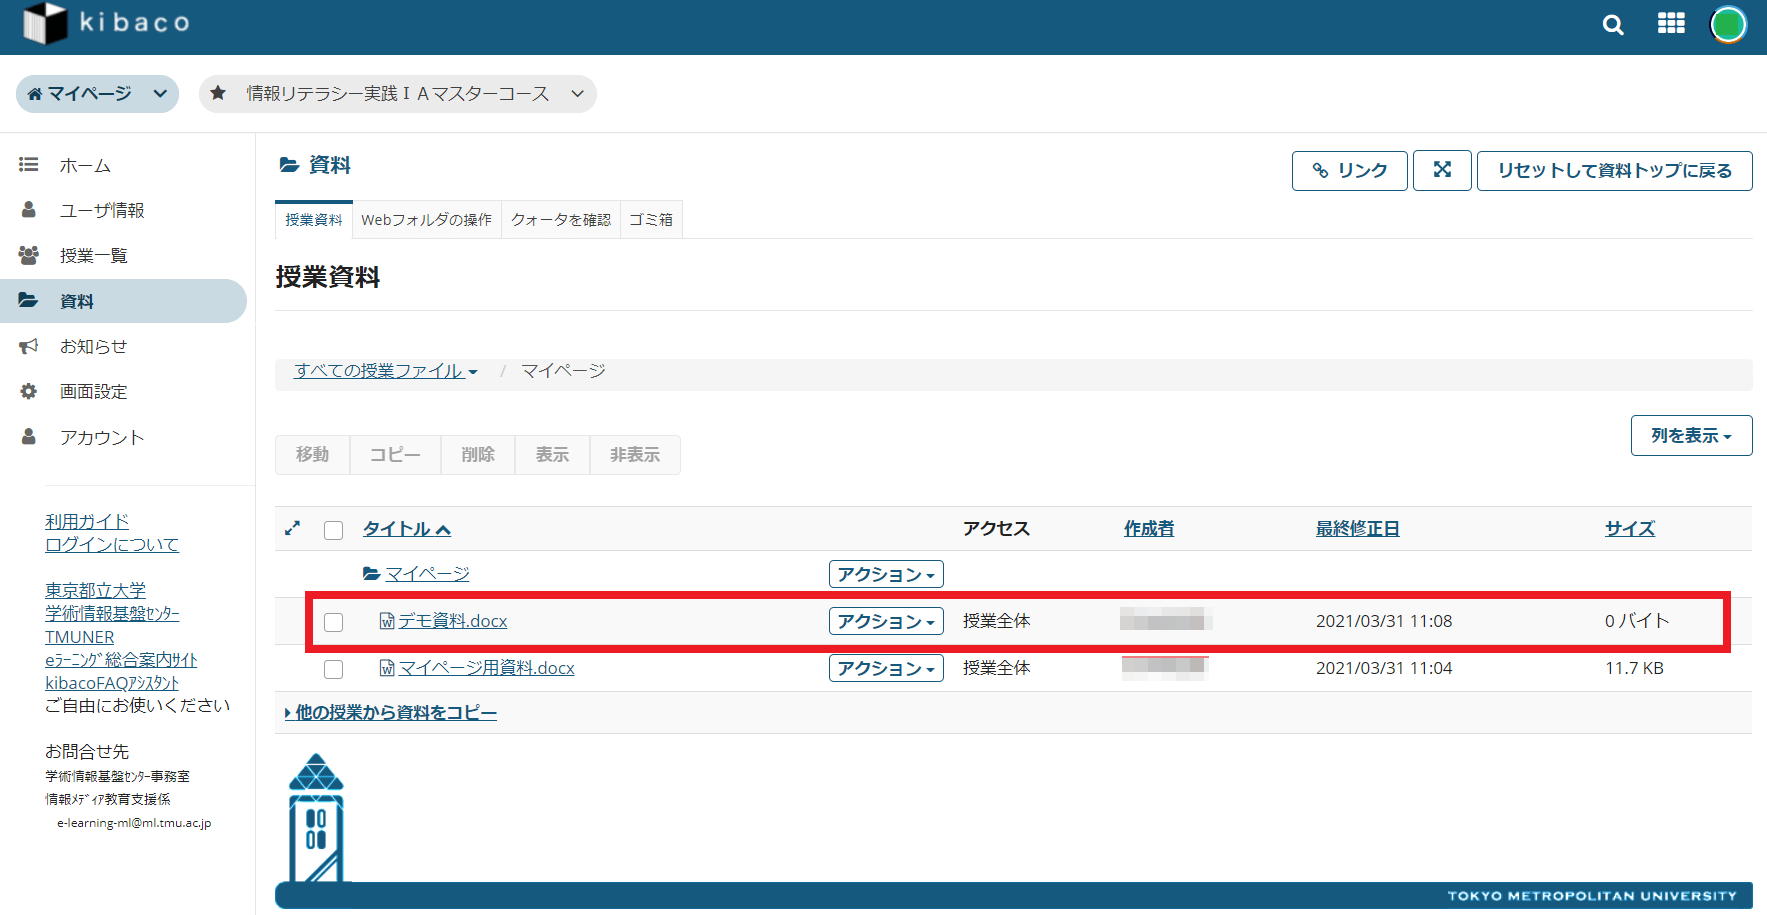 kibaco
マイページ
情報リテラシー実践ⅠAマスターコース
ホーム
ユーザ情報
授業一覧
資料
お知らせ
画面設定
アカウント
利用ガイド
ログインについて
東京都立大学
学術情報基盤ｾﾝﾀｰ
TMUNER
eﾗｰﾆﾝｸﾞ総合案内ｻｲﾄ
kibacoFAQｱｼｽﾀﾝﾄ
ご自由にお使いください
お問合せ先
学術情報基盤ｾﾝﾀｰ事務室
情報ﾒﾃﾞｨｱ教育支援係
e-learning-ml@ml.tmu.ac.jp
資料
リンク
リセットして資料トップに戻る
授業資料 Webフォルダの操作 クォータを確認 ゴミ箱
授業資料
すべての授業ファイル / マイページ
移動 コピー 削除 表示 非表示
列を表示
タイトル アクセス 作成者 最終修正日 サイズ
マイページ アクション
デモ資料.docx アクション 授業全体 2021/03/31 11:08 0 バイト
マイページ用資料.docx アクション 授業全体 2021/03/31 11:04 11.7 KB
他の授業から資料をコピー
TOKYO METROPOLITAN UNIVERSITY